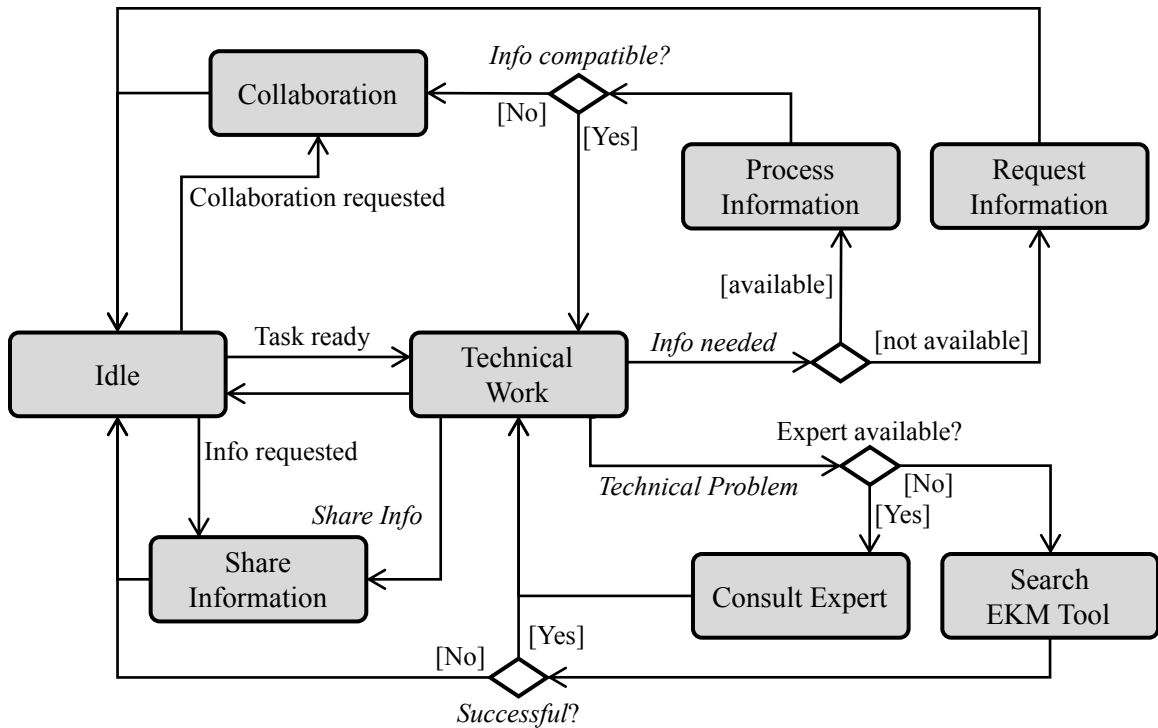 Info compatible?
Collaboration
[No]
[Yes]
Process
Information
Request
Information
Collaboration requested
[available]
[not available]
Idle
Task ready
Technical
Work
Info needed
Info requested
Expert available?
Technical Problem
[No]
[Yes]
Share Info
Share
Information
Consult Expert
Search
EKM Tool
[Yes]
[No]
Successful?